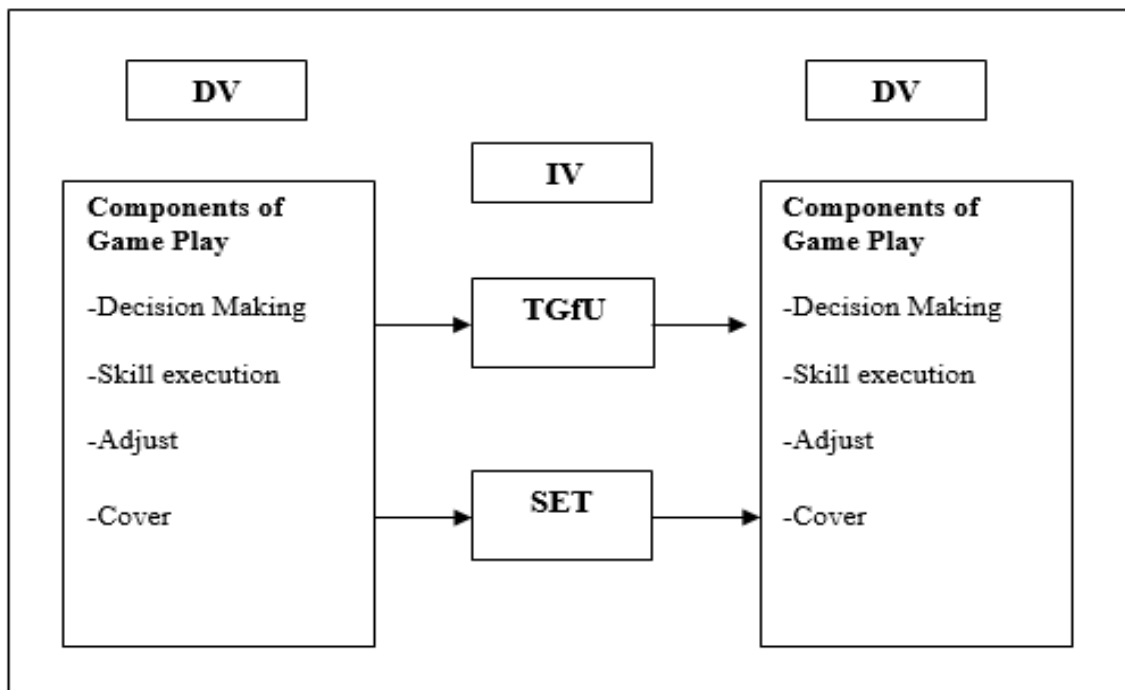 DV
DV
IV
Components of
Game Play
-Decision Making
-Skill execution
-Adjust
-Cover
TGfU
SET
Components of
Game Play
-Decision Making
-Skill execution
-Adjust
-Cover